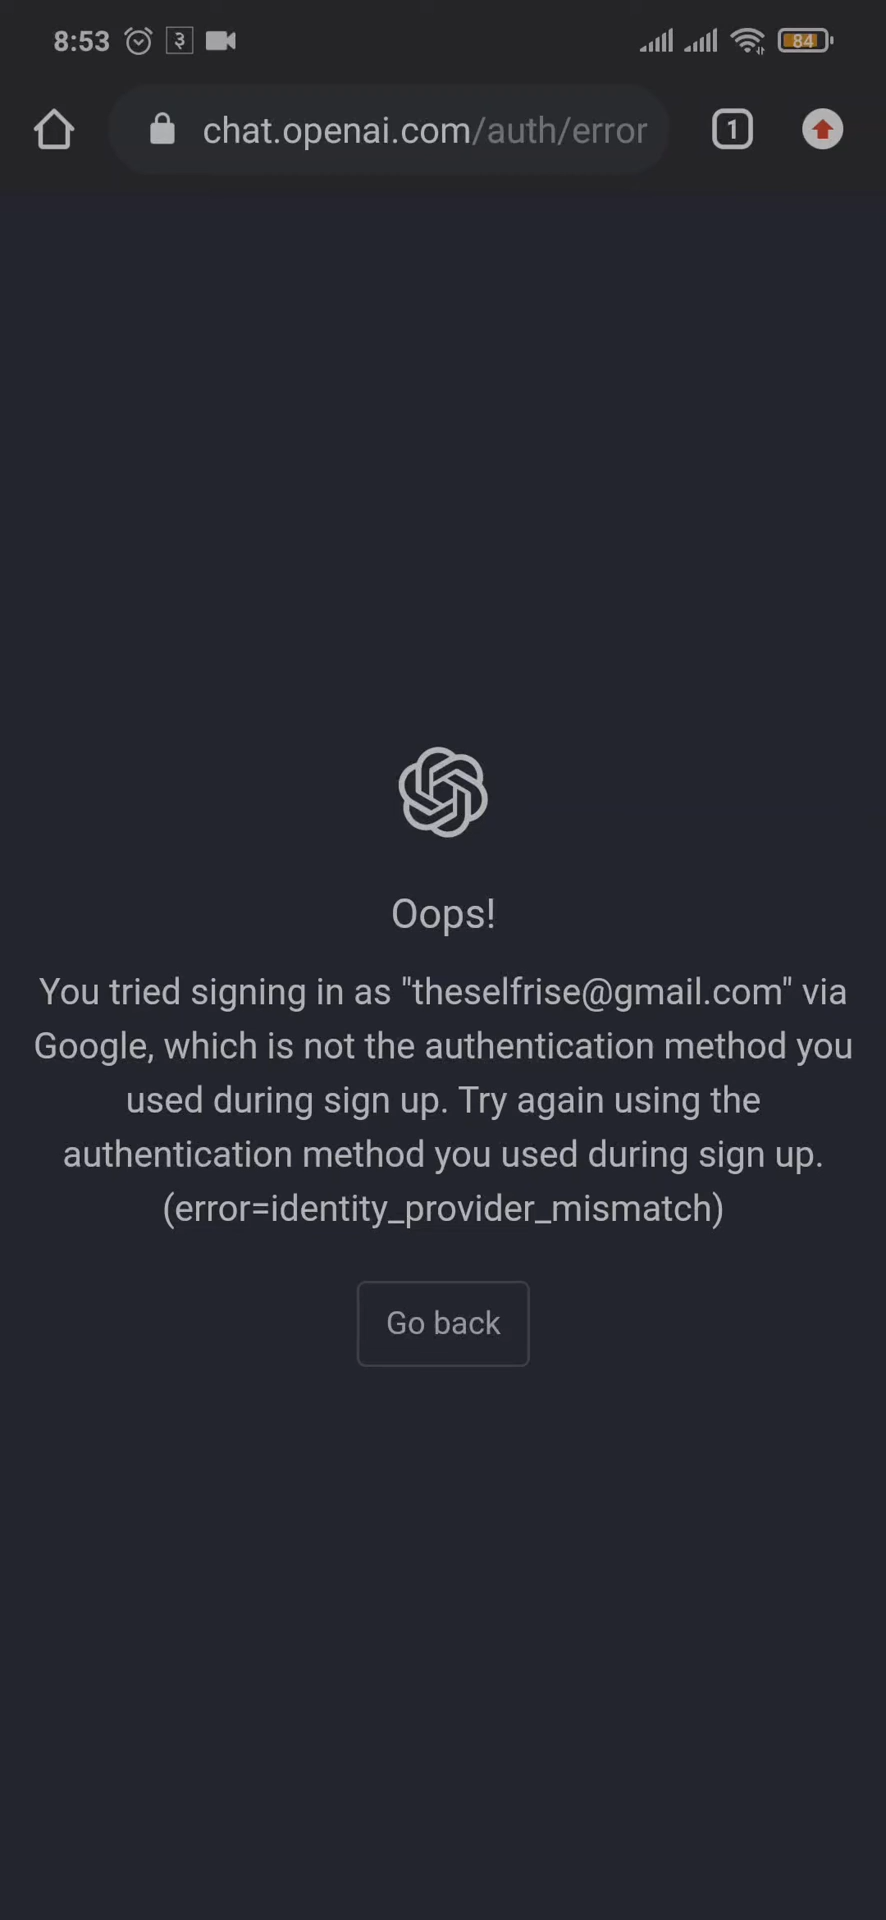 8:53 ३ 84
chat.openai.com/auth/error 1
Oops!
You tried signing in as "theselfrise@gmail.com" via
Google, which is not the authentication method you
used during sign up. Try again using the
authentication method you used during sign up.
(error=identity_provider_mismatch)
Go back